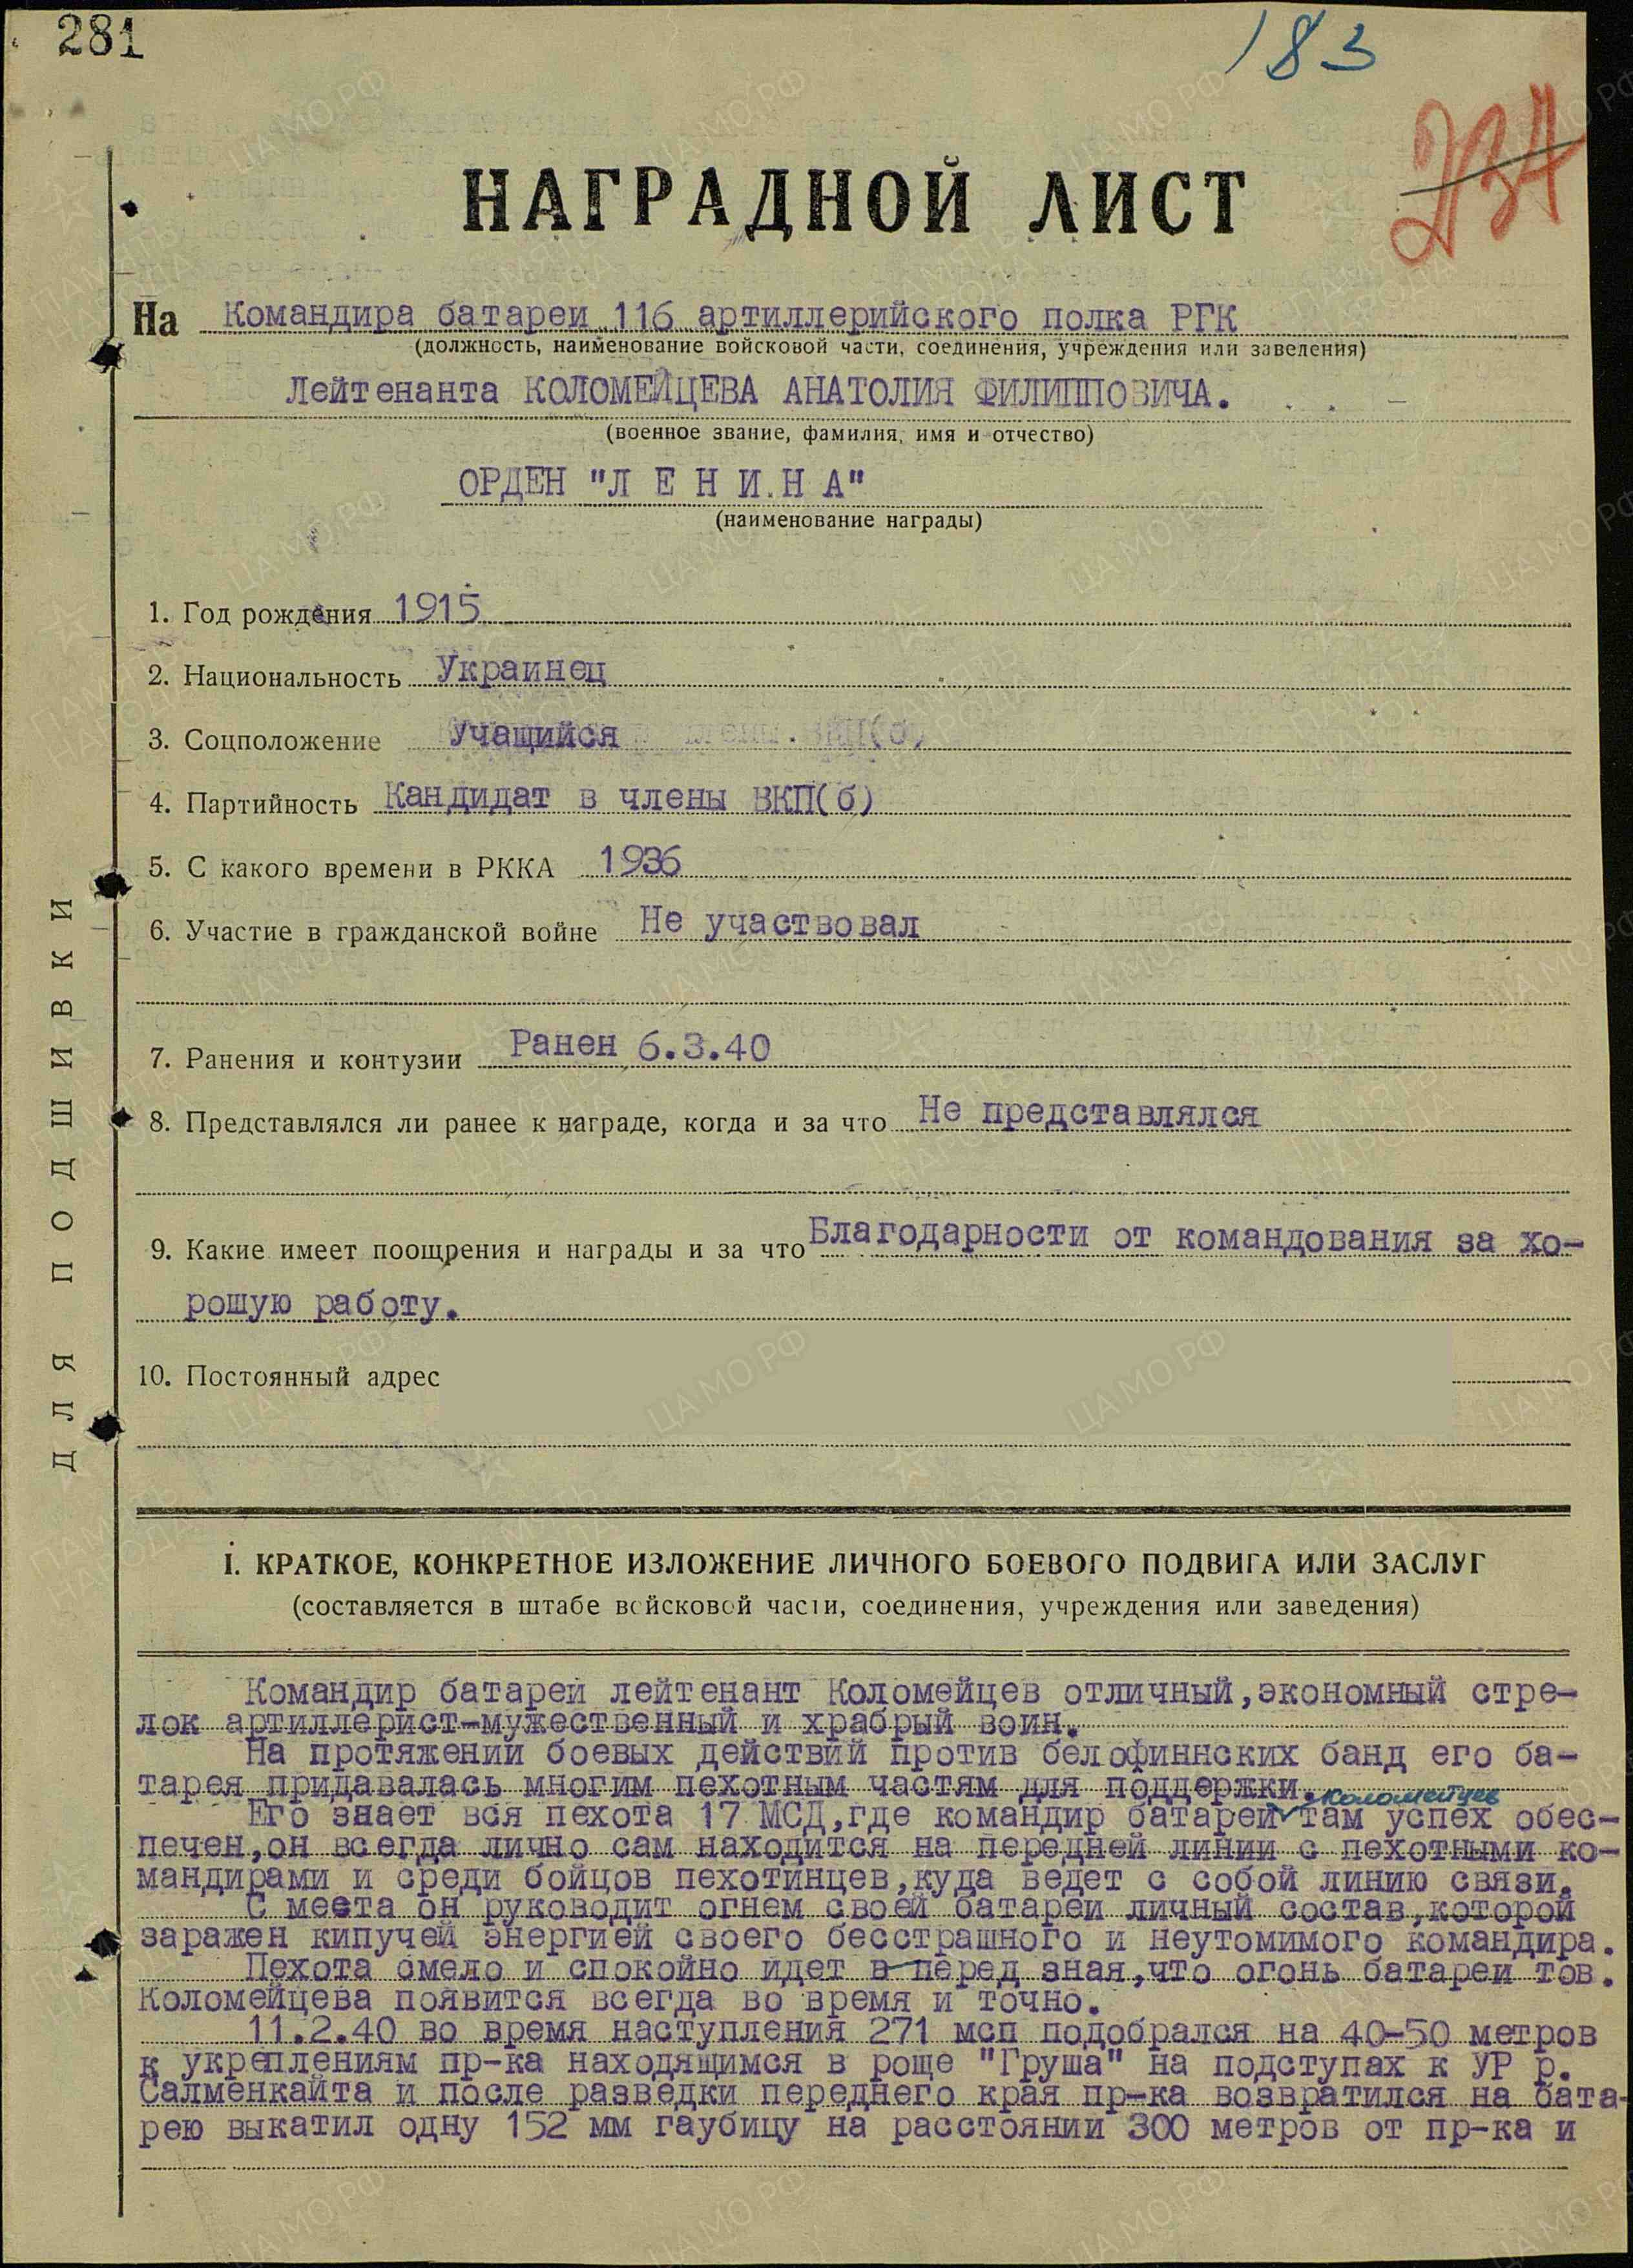 281
183
234
НАГРАДНОЙ ЛИСТ
На Командира батареи 116 артиллерийского полка РГК
(должность, наименование войсковой части, соединения, учреждения или заведения)
Лейтенанта КОЛОМЕЙЦЕВА АНАТОЛИЯ ФИЛИППОВИЧА.
(военное звание, фамилия, имя и отчество)
ОРДЕН "Л Е Н И Н А"
(наименование награды)
1. Год рождения 1915
2. Национальность Украинец
3. Соцположение Учащийся
4. Партийность Кандидат в члены ВКП(б)
5. С какого времени в РККА 1936
6. Участие в гражданской войне Не участвовал
7. Ранения и контузии Ранен 6.3.40
8. Представлялся ли ранее к награде, когда и за что Не представлялся
9. Какие имеет поощрения и награды и за что Благодарности от командования за хо-
рошую работу.
10. Постоянный адрес
ДЛЯ ПОДШИВКИ
I. КРАТКОЕ, КОНКРЕТНОЕ ИЗЛОЖЕНИЕ ЛИЧНОГО БОЕВОГО ПОДВИГА ИЛИ ЗАСЛУГ
(составляется в штабе войсковой части, соединения, учреждения или заведения)
Командир батареи лейтенант Коломейцев отличный,экономный стре-
лок артиллерист-мужественный и храбрый воин.
На протяжении боевых действий против белофиннских банд его ба-
тарея придавалась многим пехотным частям для поддержки.
Коломейцев
Его знает вся пехота 17 МСД,где командир батареи там успех обес-
печен,он всегда лично сам находится на передней линии с пехотными ко-
мандирами и среди бойцов пехотинцев,куда ведет с собой линию связи.
С места он руководит огнем своей батареи личный состав,которой
заражен кипучей энергией своего бесстрашного и неутомимого командира.
Пехота смело и спокойно идет в перед зная,что огонь батареи тов.
Коломейцева появится всегда во время и точно.
11.2.40 во время наступления 271 мсп подобрался на 40-50 метров
к укреплениям пр-ка находящимся в роще "Груша" на подступах к УР р.
Салменкайта и после разведки переднего края пр-ка возвратился на бата-
рею выкатил одну 152 мм гаубицу на расстоянии 300 метров от пр-ка и